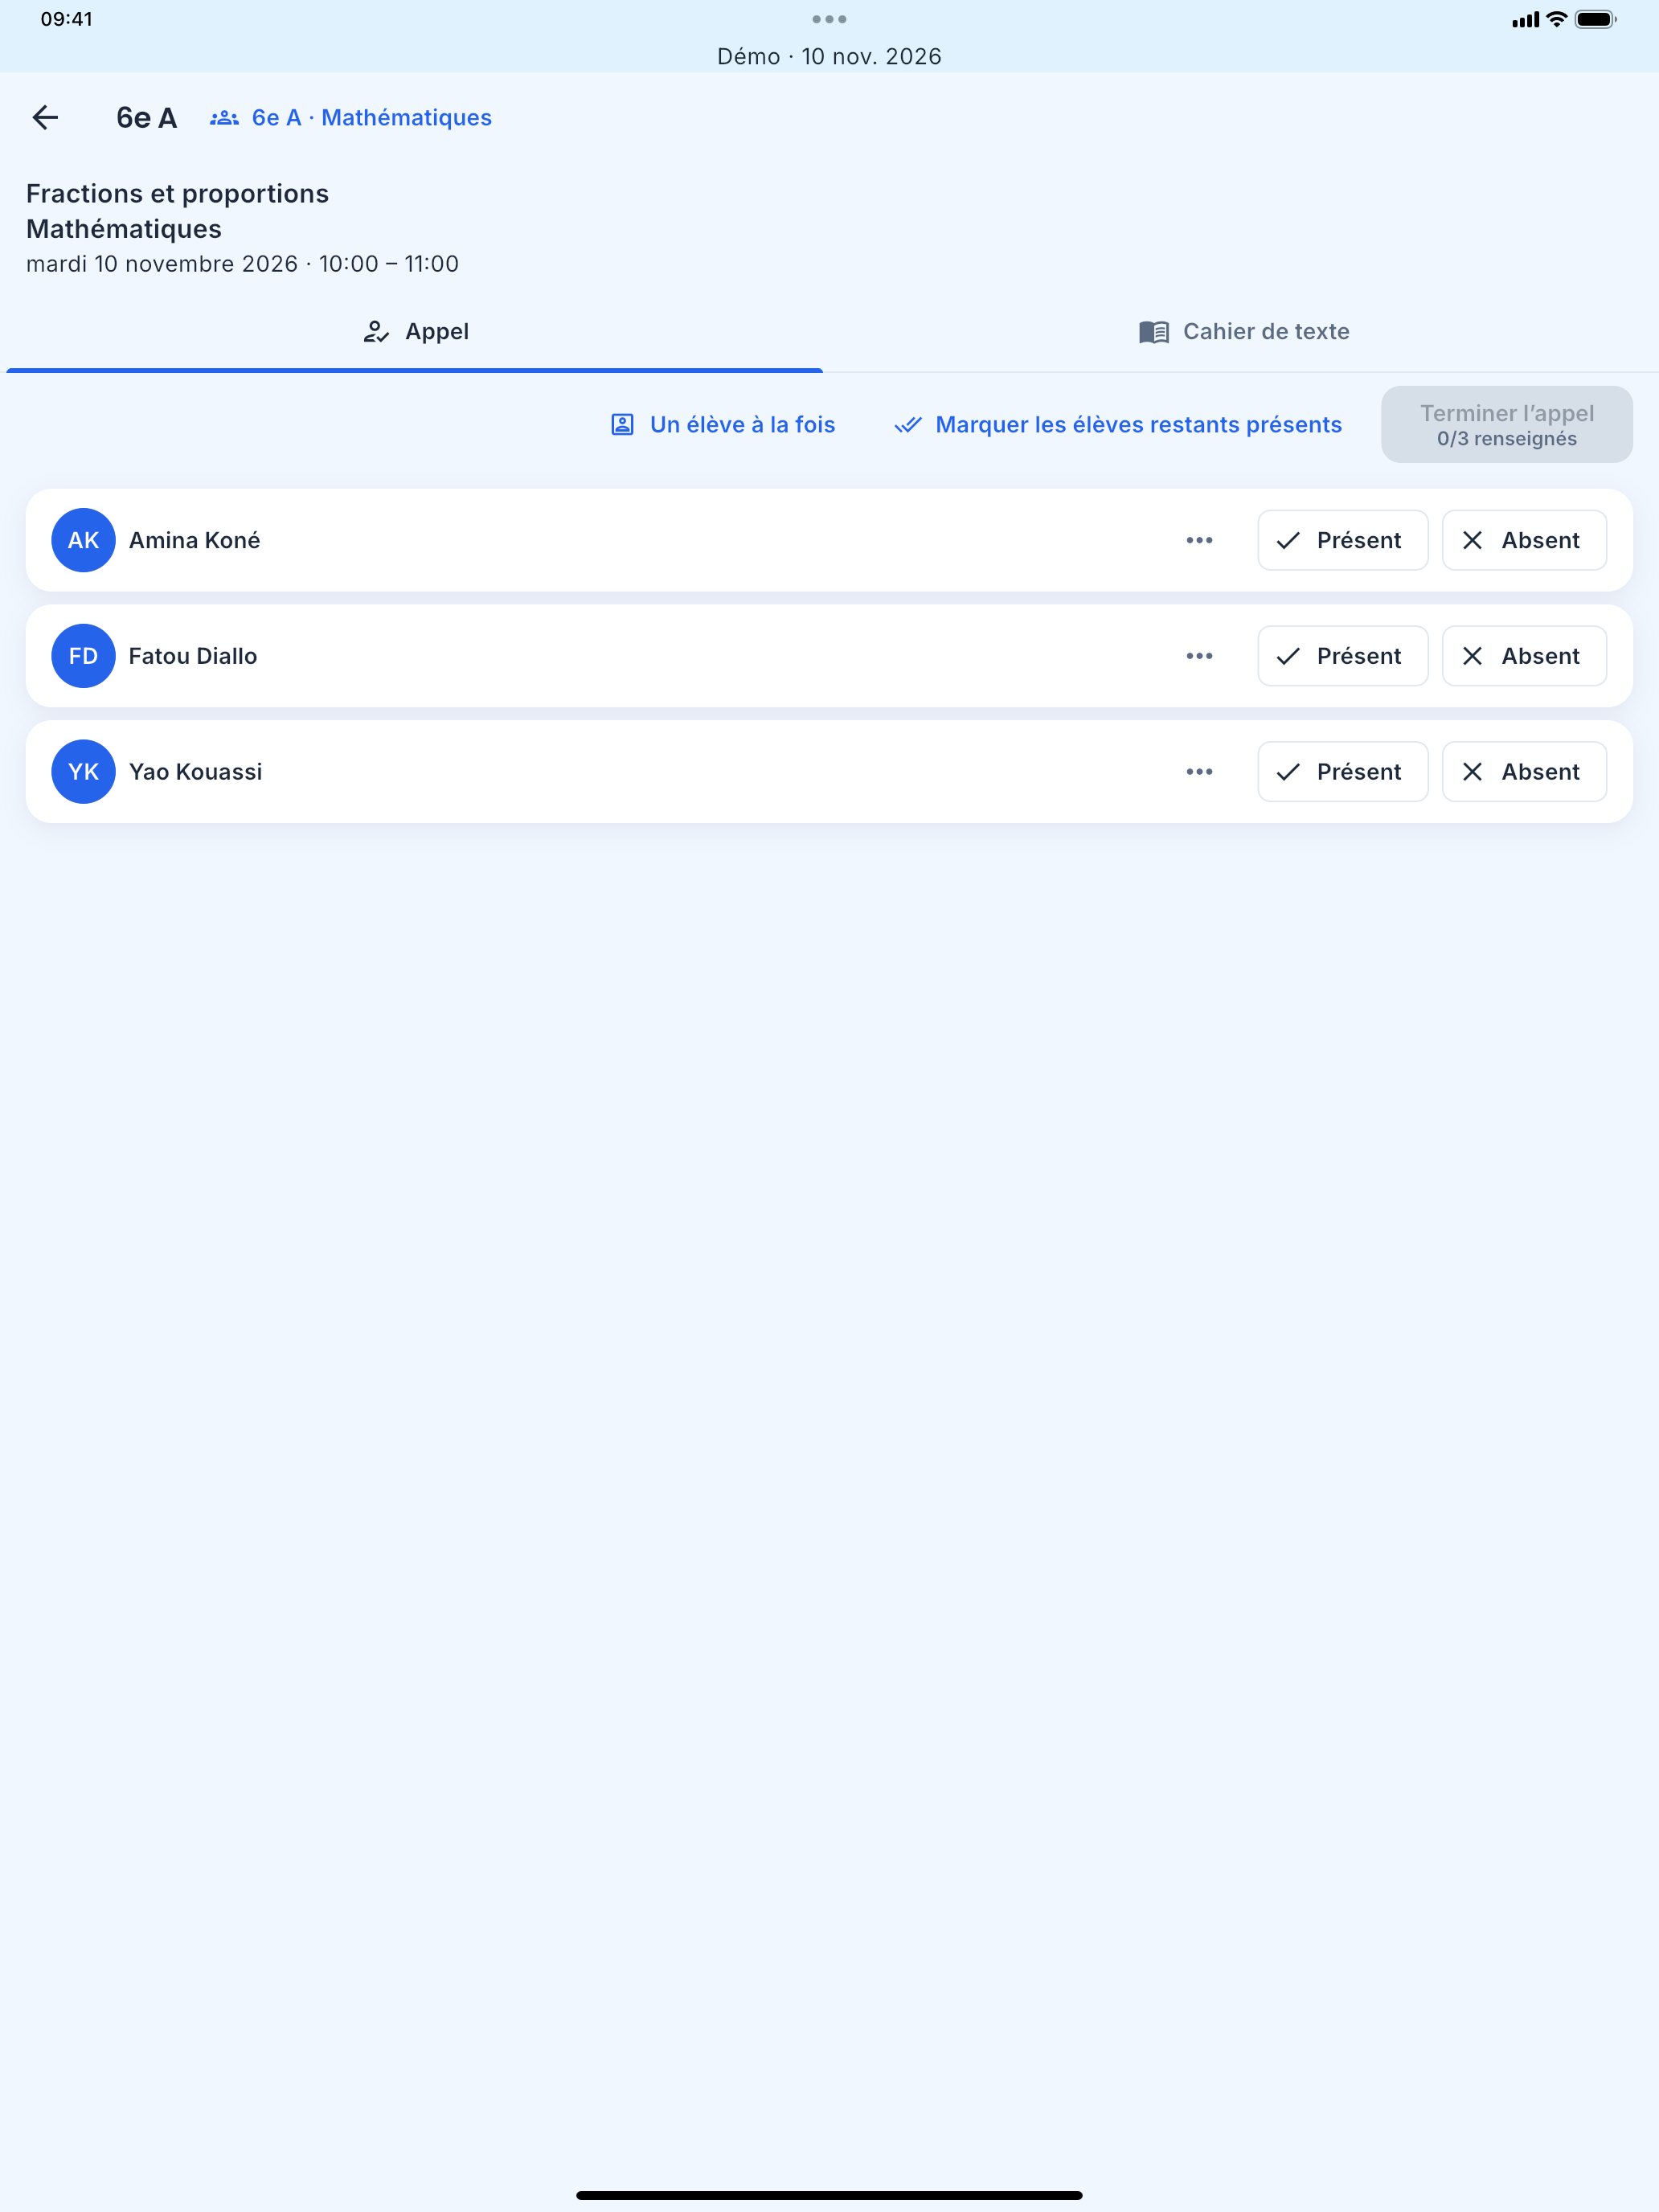 09:41
Démo · 10 nov. 2026
6e A
6e A · Mathématiques
Fractions et proportions
Mathématiques
mardi 10 novembre 2026 · 10:00 – 11:00
Appel
Cahier de texte
Un élève à la fois
Marquer les élèves restants présents
Terminer l’appel
0/3 renseignés
AK
Amina Koné
Présent
Absent
FD
Fatou Diallo
Présent
Absent
YK
Yao Kouassi
Présent
Absent